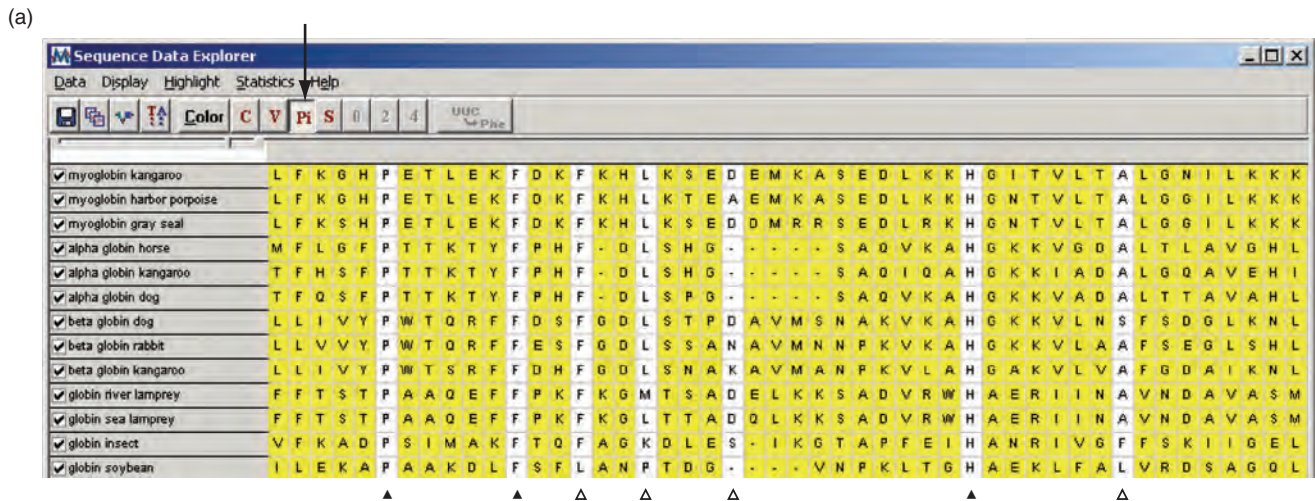 (a)
Sequence Data Explorer
Data Display Highlight Statistics Help
TA Color C V Pi S 0 2 4 UUC Phe
myoglobin kangaroo L F K G H P E T L E K F D K F K H L K S E D E M K A S E D L K K H G I T V L T A L G N I L K K K
myoglobin harbor porpoise L F K G H P E T L E K F D K F K H L K T E A E M K A S E D L K K H G N T V L T A L G G I L K K K
myoglobin gray seal L F K S H P E T L E K F D K F K H L K S E D D M R R S E D L R K H G N T V L T A L G G I L K K K
alpha globin horse M F L G F P T T K T Y F P H F - D L S H G - - - - - S A Q V K A H G K K V G D A L T L A V G H L
alpha globin kangaroo T F H S F P T T K T Y F P H F - D L S H G - - - - - S A Q I Q A H G K K I A D A L G Q A V E H I
alpha globin dog T F Q S F P T T K T Y F P H F - D L S P G - - - - - S A Q V K A H G K K V A D A L T T A V A H L
beta globin dog L L I V Y P W T Q R F F D S F G D L S T P D A V M S N A K V K A H G K K V L N S F S D G L K N L
beta globin rabbit L L V V Y P W T Q R F F E S F G D L S S A N A V M N N P K V K A H G K K V L A A F S E G L S H L
beta globin kangaroo L L I V Y P W T S R F F D H F G D L S N A K A V M A N P K V L A H G A K V L V A F G D A I K N L
globin river lamprey F F T S T P A A Q E F F P K F K G M T S A D E L K K S A D V R W H A E R I I N A V N D A V A S M
globin sea lamprey F F T S T P A A Q E F F P K F K G L T T A D Q L K K S A D V R W H A E R I I N A V N D A V A S M
globin insect V F K A D P S I M A K F T Q F A G K D L E S - I K G T A P F E I H A N R I V G F F S K I I G E L
globin soybean I L E K A P A A K D L F S F L A N P T D G - - - - V N P K L T G H A E K L F A L V R D S A G Q L